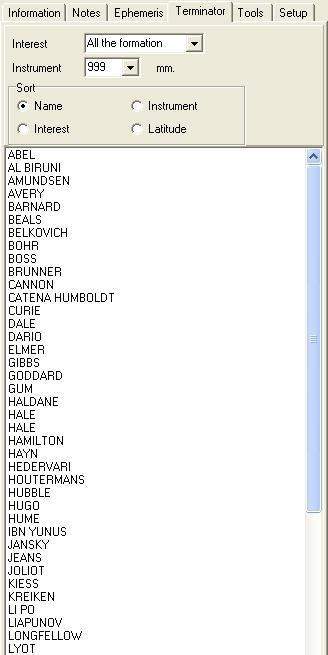 Information Notes Ephemeris Terminator Tools Setup
Interest All the formation
Instrument 999 mm.
Sort
Name Instrument
Interest Latitude
ABEL
AL BIRUNI
AMUNDSEN
AVERY
BARNARD
BEALS
BELKOVICH
BOHR
BOSS
BRUNNER
CANNON
CATENA HUMBOLDT
CURIE
DALE
DARIO
ELMER
GIBBS
GODDARD
GUM
HALDANE
HALE
HALE
HAMILTON
HAYN
HEDERVARI
HOUTERMANS
HUBBLE
HUGO
HUME
IBN YUNUS
JANSKY
JEANS
JOLIOT
KIESS
KREIKEN
LI PO
LIAPUNOV
LONGFELLOW
LYOT